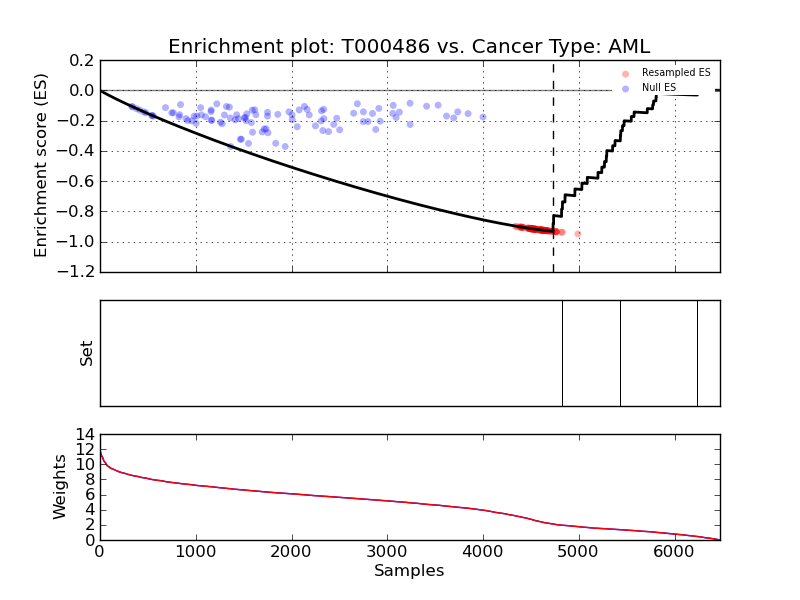 Enrichment plot: T000486 vs. Cancer Type: AML
Enrichment score (ES)
0.2
0.0
−0.2
−0.4
−0.6
−0.8
−1.0
−1.2
Resampled ES
Null ES
Set
Weights
14
12
10
8
6
4
2
0
0 1000 2000 3000 4000 5000 6000
Samples